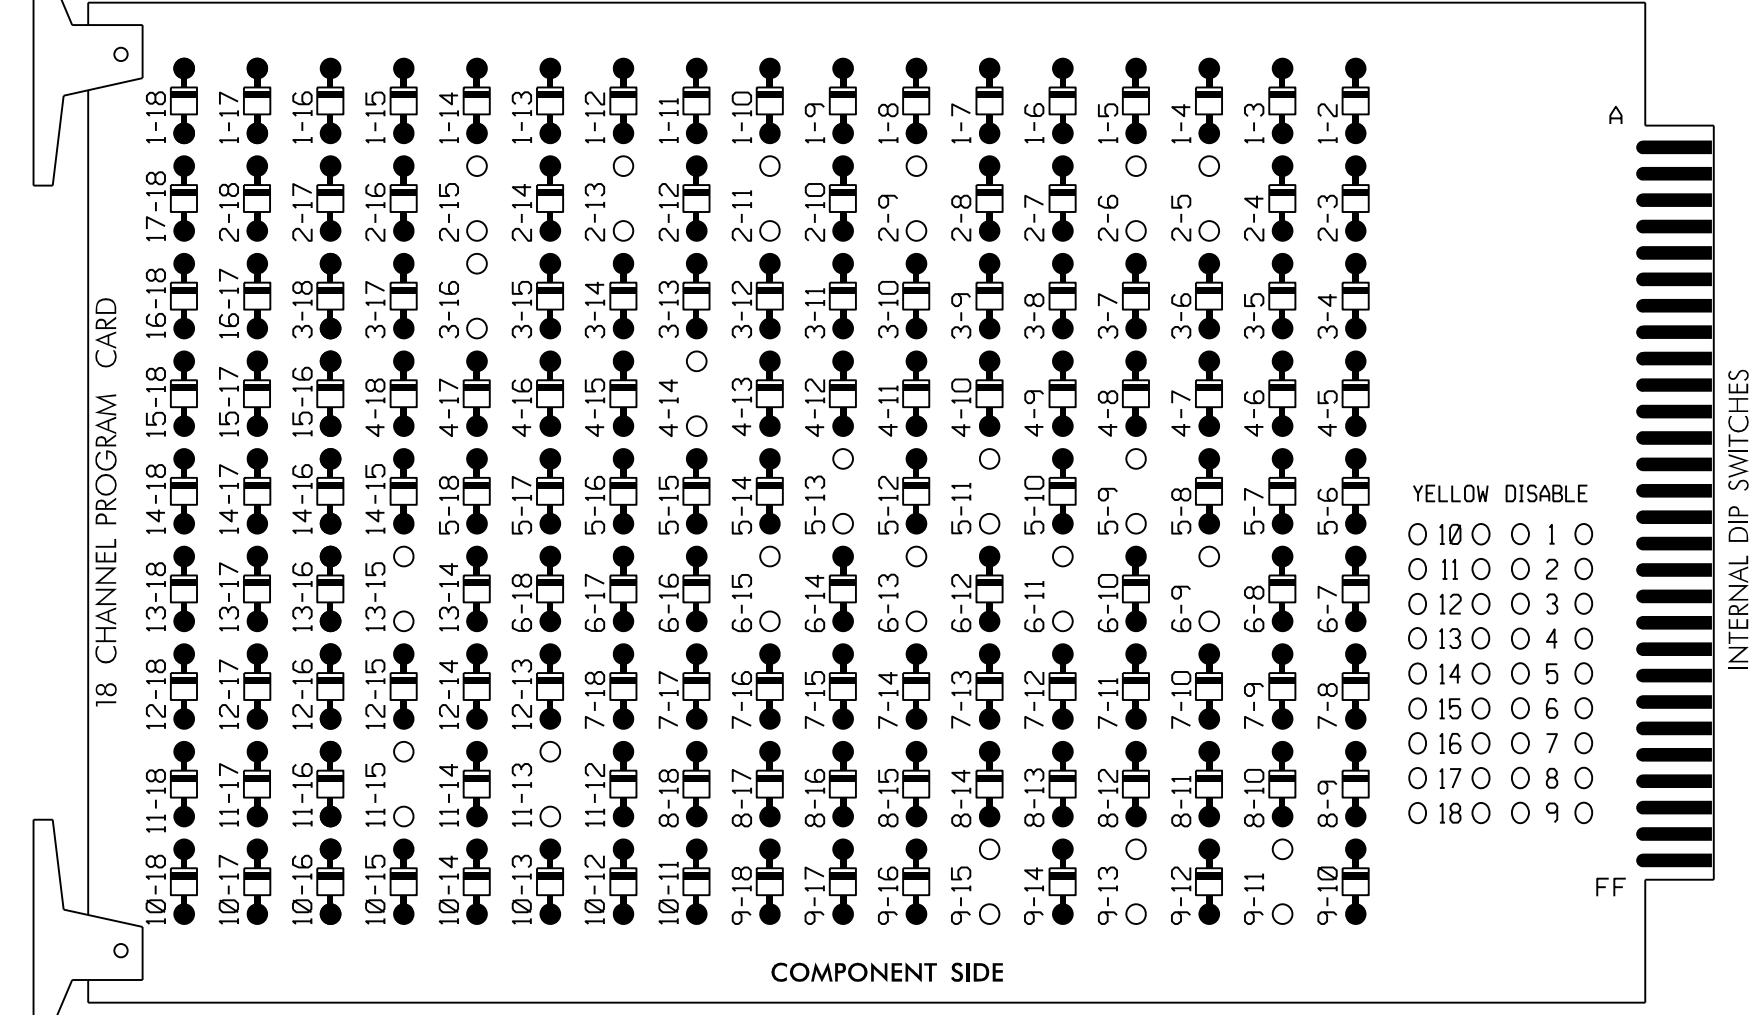 1-18 1-17 1-16 1-15 1-14 1-13 1-12 1-11 1-10 1-9 1-8 1-7 1-6 1-5 1-4 1-3 1-2
A
17-18 2-18 2-17 2-16 2-15 2-14 2-13 2-12 2-11 2-10 2-9 2-8 2-7 2-6 2-5 2-4 2-3
16-18 16-17 3-18 3-17 3-16 3-15 3-14 3-13 3-12 3-11 3-10 3-9 3-8 3-7 3-6 3-5 3-4
15-18 15-17 15-16 4-18 4-17 4-16 4-15 4-14 4-13 4-12 4-11 4-10 4-9 4-8 4-7 4-6 4-5
14-18 14-17 14-16 14-15 5-18 5-17 5-16 5-15 5-14 5-13 5-12 5-11 5-10 5-9 5-8 5-7 5-6
13-18 13-17 13-16 13-15 13-14 6-18 6-17 6-16 6-15 6-14 6-13 6-12 6-11 6-10 6-9 6-8 6-7
12-18 12-17 12-16 12-15 12-14 12-13 7-18 7-17 7-16 7-15 7-14 7-13 7-12 7-11 7-10 7-9 7-8
11-18 11-17 11-16 11-15 11-14 11-13 11-12 8-18 8-17 8-16 8-15 8-14 8-13 8-12 8-11 8-10 8-9
10-18 10-17 10-16 10-15 10-14 10-13 10-12 10-11 9-18 9-17 9-16 9-15 9-14 9-13 9-12 9-11 9-10
18 CHANNEL PROGRAM CARD
YELLOW DISABLE
10 1
11 2
12 3
13 4
14 5
15 6
16 7
17 8
18 9
FF
INTERNAL DIP SWITCHES
COMPONENT SIDE